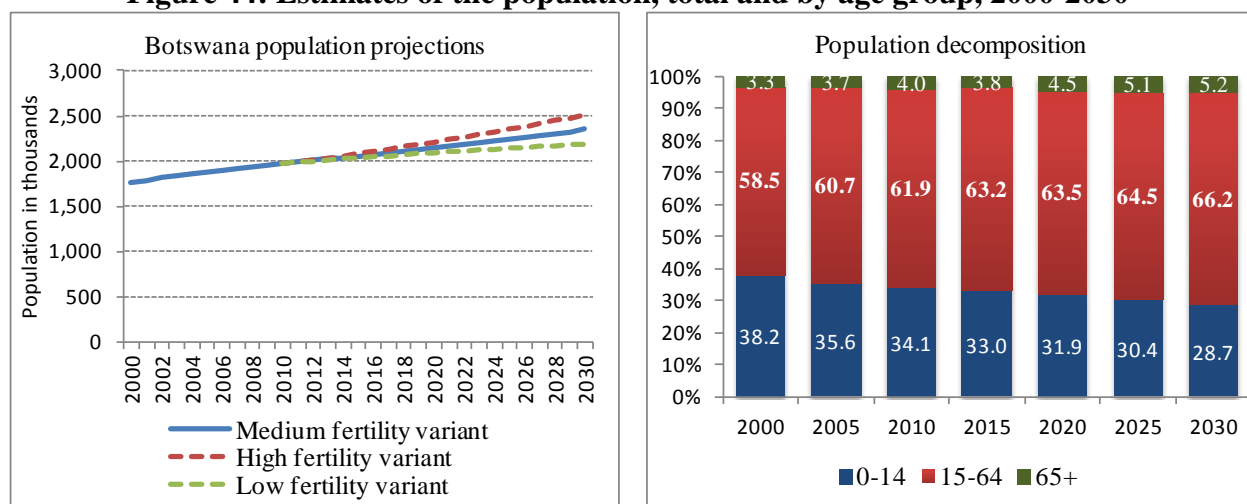 Botswana population projections
3,000
2,500
2,000
1,500
1,000
500
0
Population in thousands
2000 2002 2004 2006 2008 2010 2012 2014 2016 2018 2020 2022 2024 2026 2028 2030
Medium fertility variant
High fertility variant
Low fertility variant
Population decomposition
100%
90%
80%
70%
60%
50%
40%
30%
20%
10%
0%
3.3 3.7 4.0 3.8 4.5 5.1 5.2
58.5 60.7 61.9 63.2 63.5 64.5 66.2
38.2 35.6 34.1 33.0 31.9 30.4 28.7
2000 2005 2010 2015 2020 2025 2030
0-14 15-64 65+